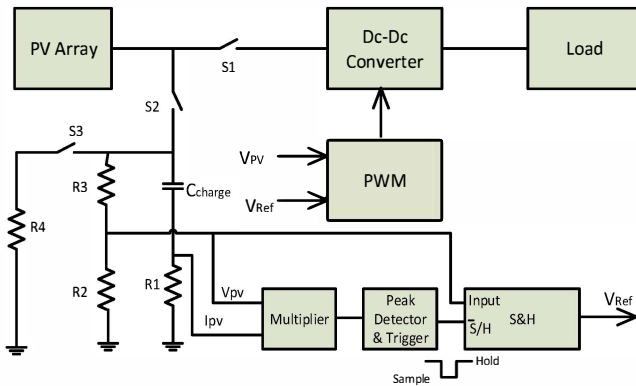 PV Array
S1
Dc-Dc
Converter
Load
S2
S3
VPV
VRef
PWM
R3
Ccharge
R4
R2
R1
Vpv
Ipv
Multiplier
Peak
Detector
& Trigger
Input
S/H
S&H
VRef
Sample
Hold